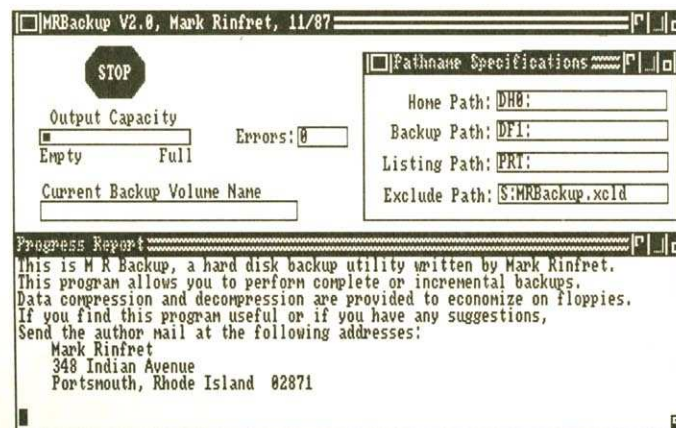 MRBackup V2.0, Mark Rinfret, 11/87
STOP
Output Capacity
Empty Full
Errors: 0
Current Backup Volume Name
Pathname Specifications
Home Path: DH0:
Backup Path: DF1:
Listing Path: PRT:
Exclude Path: S:MRBackup.xcld
Progress Report
This is M R Backup, a hard disk backup utility written by Mark Rinfret.
This program allows you to perform complete or incremental backups.
Data compression and decompression are provided to economize on floppies.
If you find this program useful or if you have any suggestions,
Send the author mail at the following addresses:
Mark Rinfret
348 Indian Avenue
Portsmouth, Rhode Island 02871